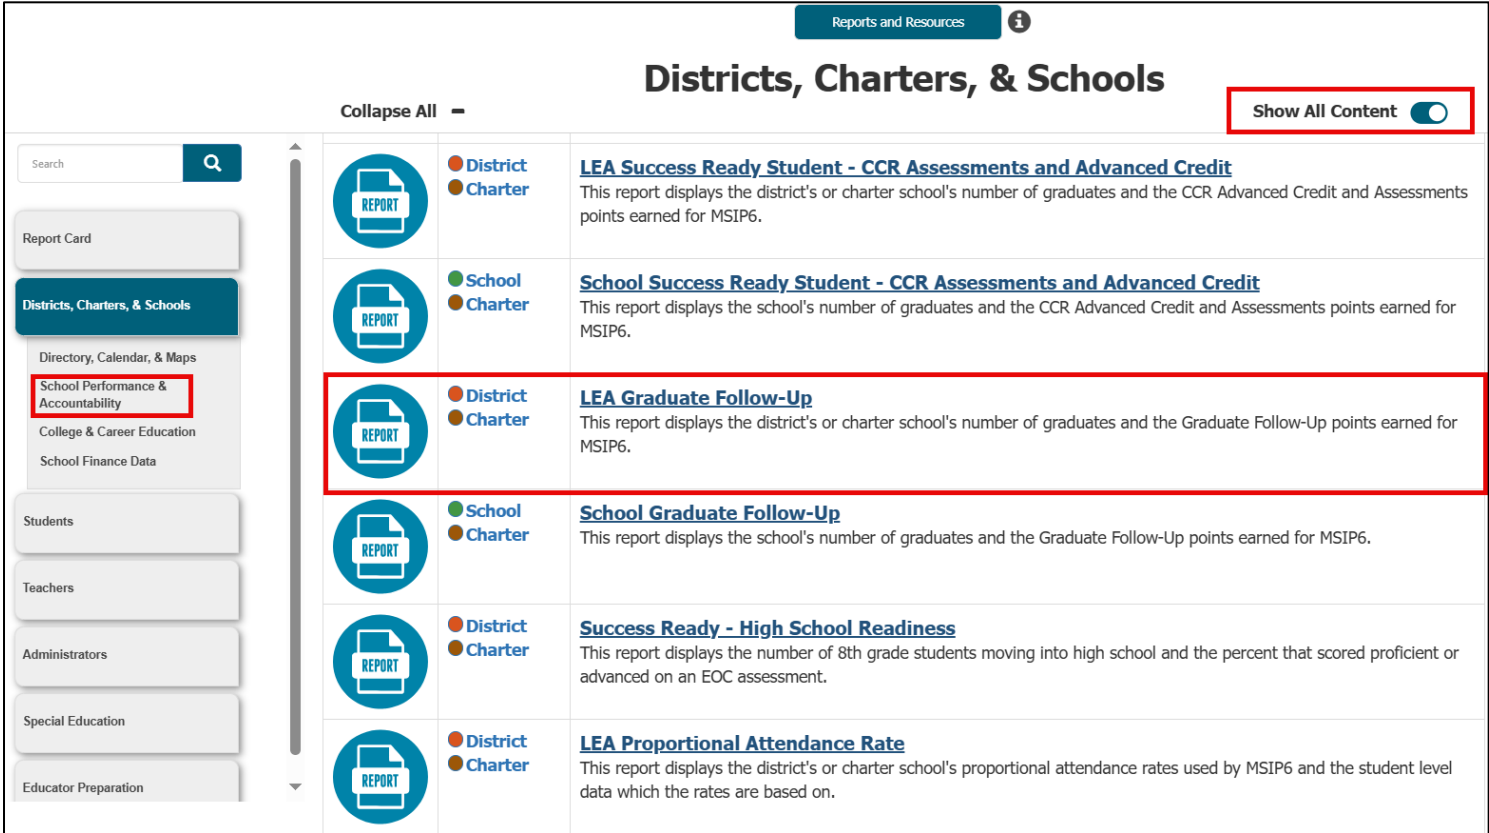 Reports and Resources
Districts, Charters, & Schools
Collapse All
Show All Content
Search
Report Card
Districts, Charters, & Schools
Directory, Calendar, & Maps
School Performance &
Accountability
College & Career Education
School Finance Data
Students
Teachers
Administrators
Special Education
Educator Preparation
REPORT
District
Charter
LEA Success Ready Student - CCR Assessments and Advanced Credit
This report displays the district's or charter school's number of graduates and the CCR Advanced Credit and Assessments
points earned for MSIP6.
REPORT
School
Charter
School Success Ready Student - CCR Assessments and Advanced Credit
This report displays the school's number of graduates and the CCR Advanced Credit and Assessments points earned for
MSIP6.
REPORT
District
Charter
LEA Graduate Follow-Up
This report displays the district's or charter school's number of graduates and the Graduate Follow-Up points earned for
MSIP6.
REPORT
School
Charter
School Graduate Follow-Up
This report displays the school's number of graduates and the Graduate Follow-Up points earned for MSIP6.
REPORT
District
Charter
Success Ready - High School Readiness
This report displays the number of 8th grade students moving into high school and the percent that scored proficient or
advanced on an EOC assessment.
REPORT
District
Charter
LEA Proportional Attendance Rate
This report displays the district's or charter school's proportional attendance rates used by MSIP6 and the student level
data which the rates are based on.